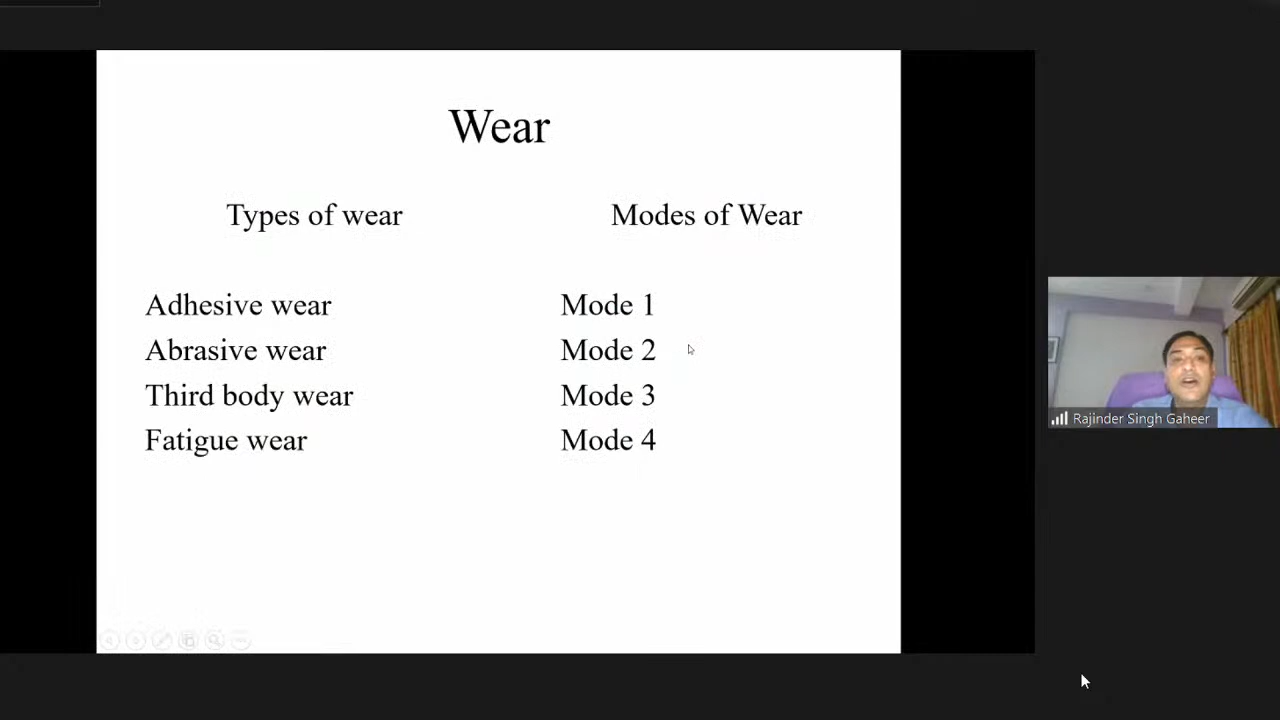 Wear
Types of wear
Modes of Wear
Adhesive wear
Mode 1
Abrasive wear
Mode 2
Third body wear
Mode 3
Fatigue wear
Mode 4
Rajinder Singh Gaheer